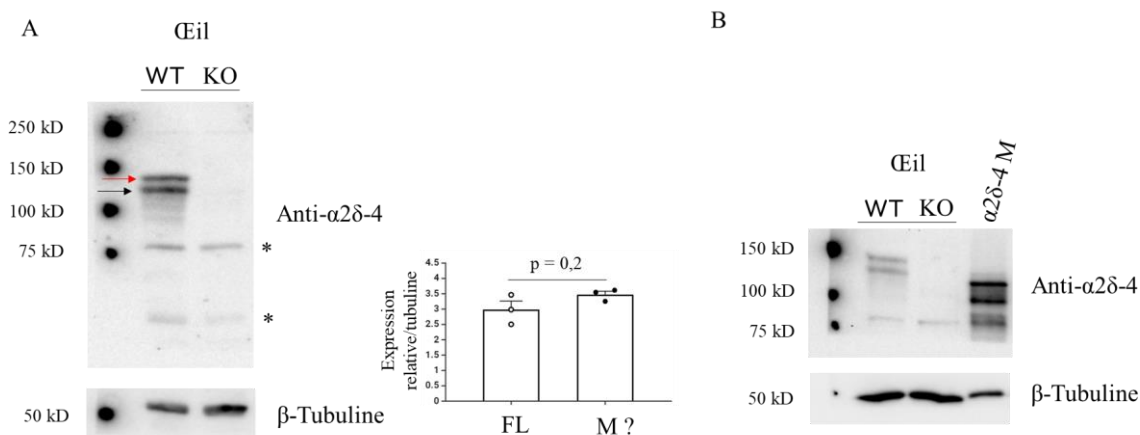 A
Œil
WT KO
250 kD
150 kD
100 kD
75 kD
50 kD
Anti-α2δ-4
*
*
β-Tubuline
Expression
relative/tubuline
4.5
4
3.5
3
2.5
2
1.5
1
0.5
0
p = 0,2
FL M ?
B
Œil
WT KO
α2δ-4 M
150 kD
100 kD
75 kD
50 kD
Anti-α2δ-4
β-Tubuline